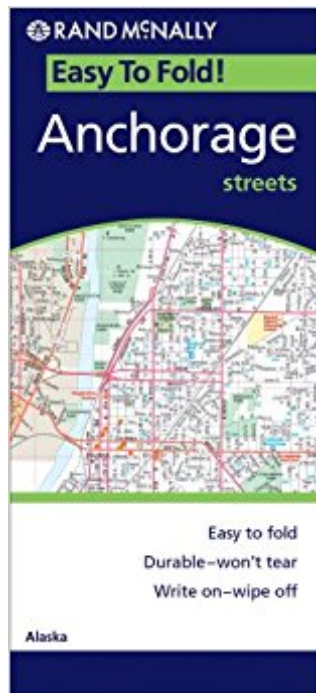 RAND MCNALLY
Easy To Fold!
Anchorage
streets
Easy to fold
Durable–won't tear
Write on–wipe off
Alaska